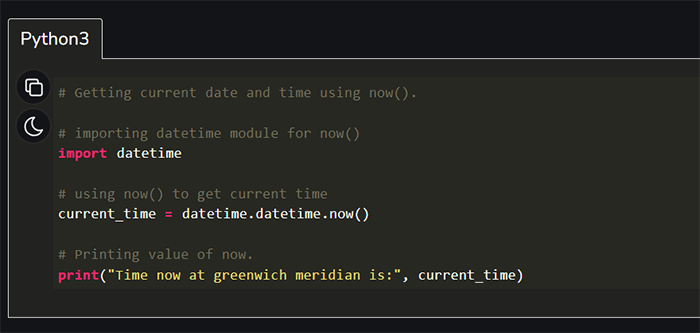 Python3
# Getting current date and time using now().
# importing datetime module for now()
import datetime
# using now() to get current time
current_time = datetime.datetime.now()
# Printing value of now.
print("Time now at greenwich meridian is:", current_time)